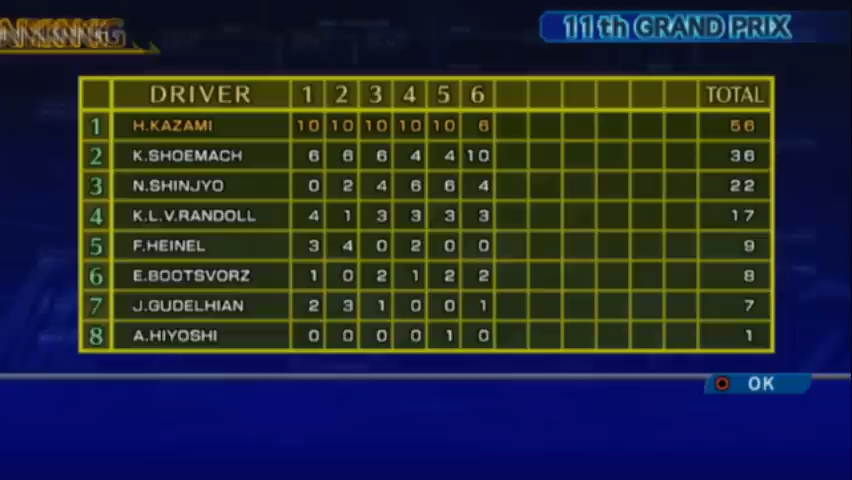 11th GRAND PRIX
DRIVER 1 2 3 4 5 6 TOTAL
1 H.KAZAMI 10 10 10 10 10 6 56
2 K.SHOEMACH 6 6 6 4 4 10 36
3 N.SHINJYO 0 2 4 6 6 4 22
4 K.L.V.RANDOLL 4 1 3 3 3 3 17
5 F.HEINEL 3 4 0 2 0 0 9
6 E.BOOTSVORZ 1 0 2 1 2 2 8
7 J.GUDELHIAN 2 3 1 0 0 1 7
8 A.HIYOSHI 0 0 0 0 1 0 1
OK